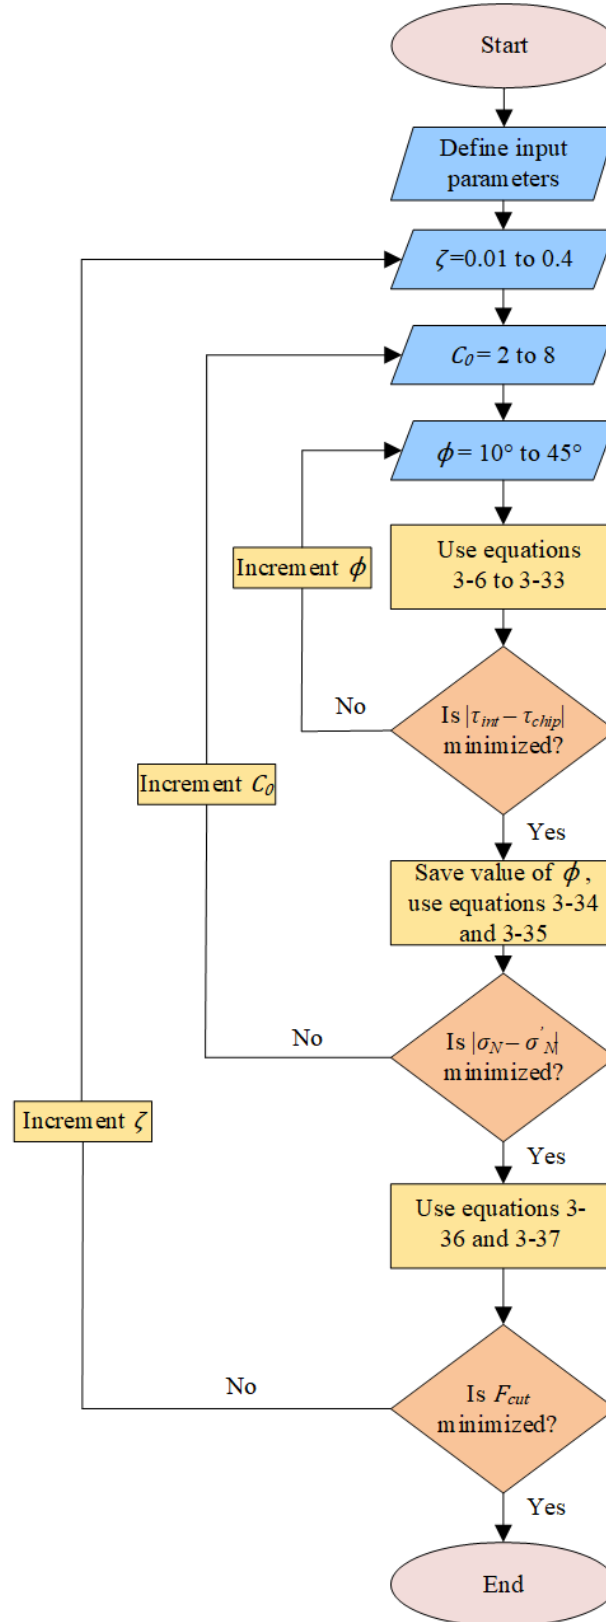 Start
Define input
parameters
ζ=0.01 to 0.4
C₀= 2 to 8
ϕ= 10° to 45°
Use equations
3-6 to 3-33
Increment ϕ
No
Is |τint – τchip|
minimized?
Increment C₀
Yes
Save value of ϕ ,
use equations 3-34
and 3-35
No
Is |σN – σ'N|
minimized?
Increment ζ
Yes
Use equations 3-
36 and 3-37
No
Is Fcut
minimized?
Yes
End